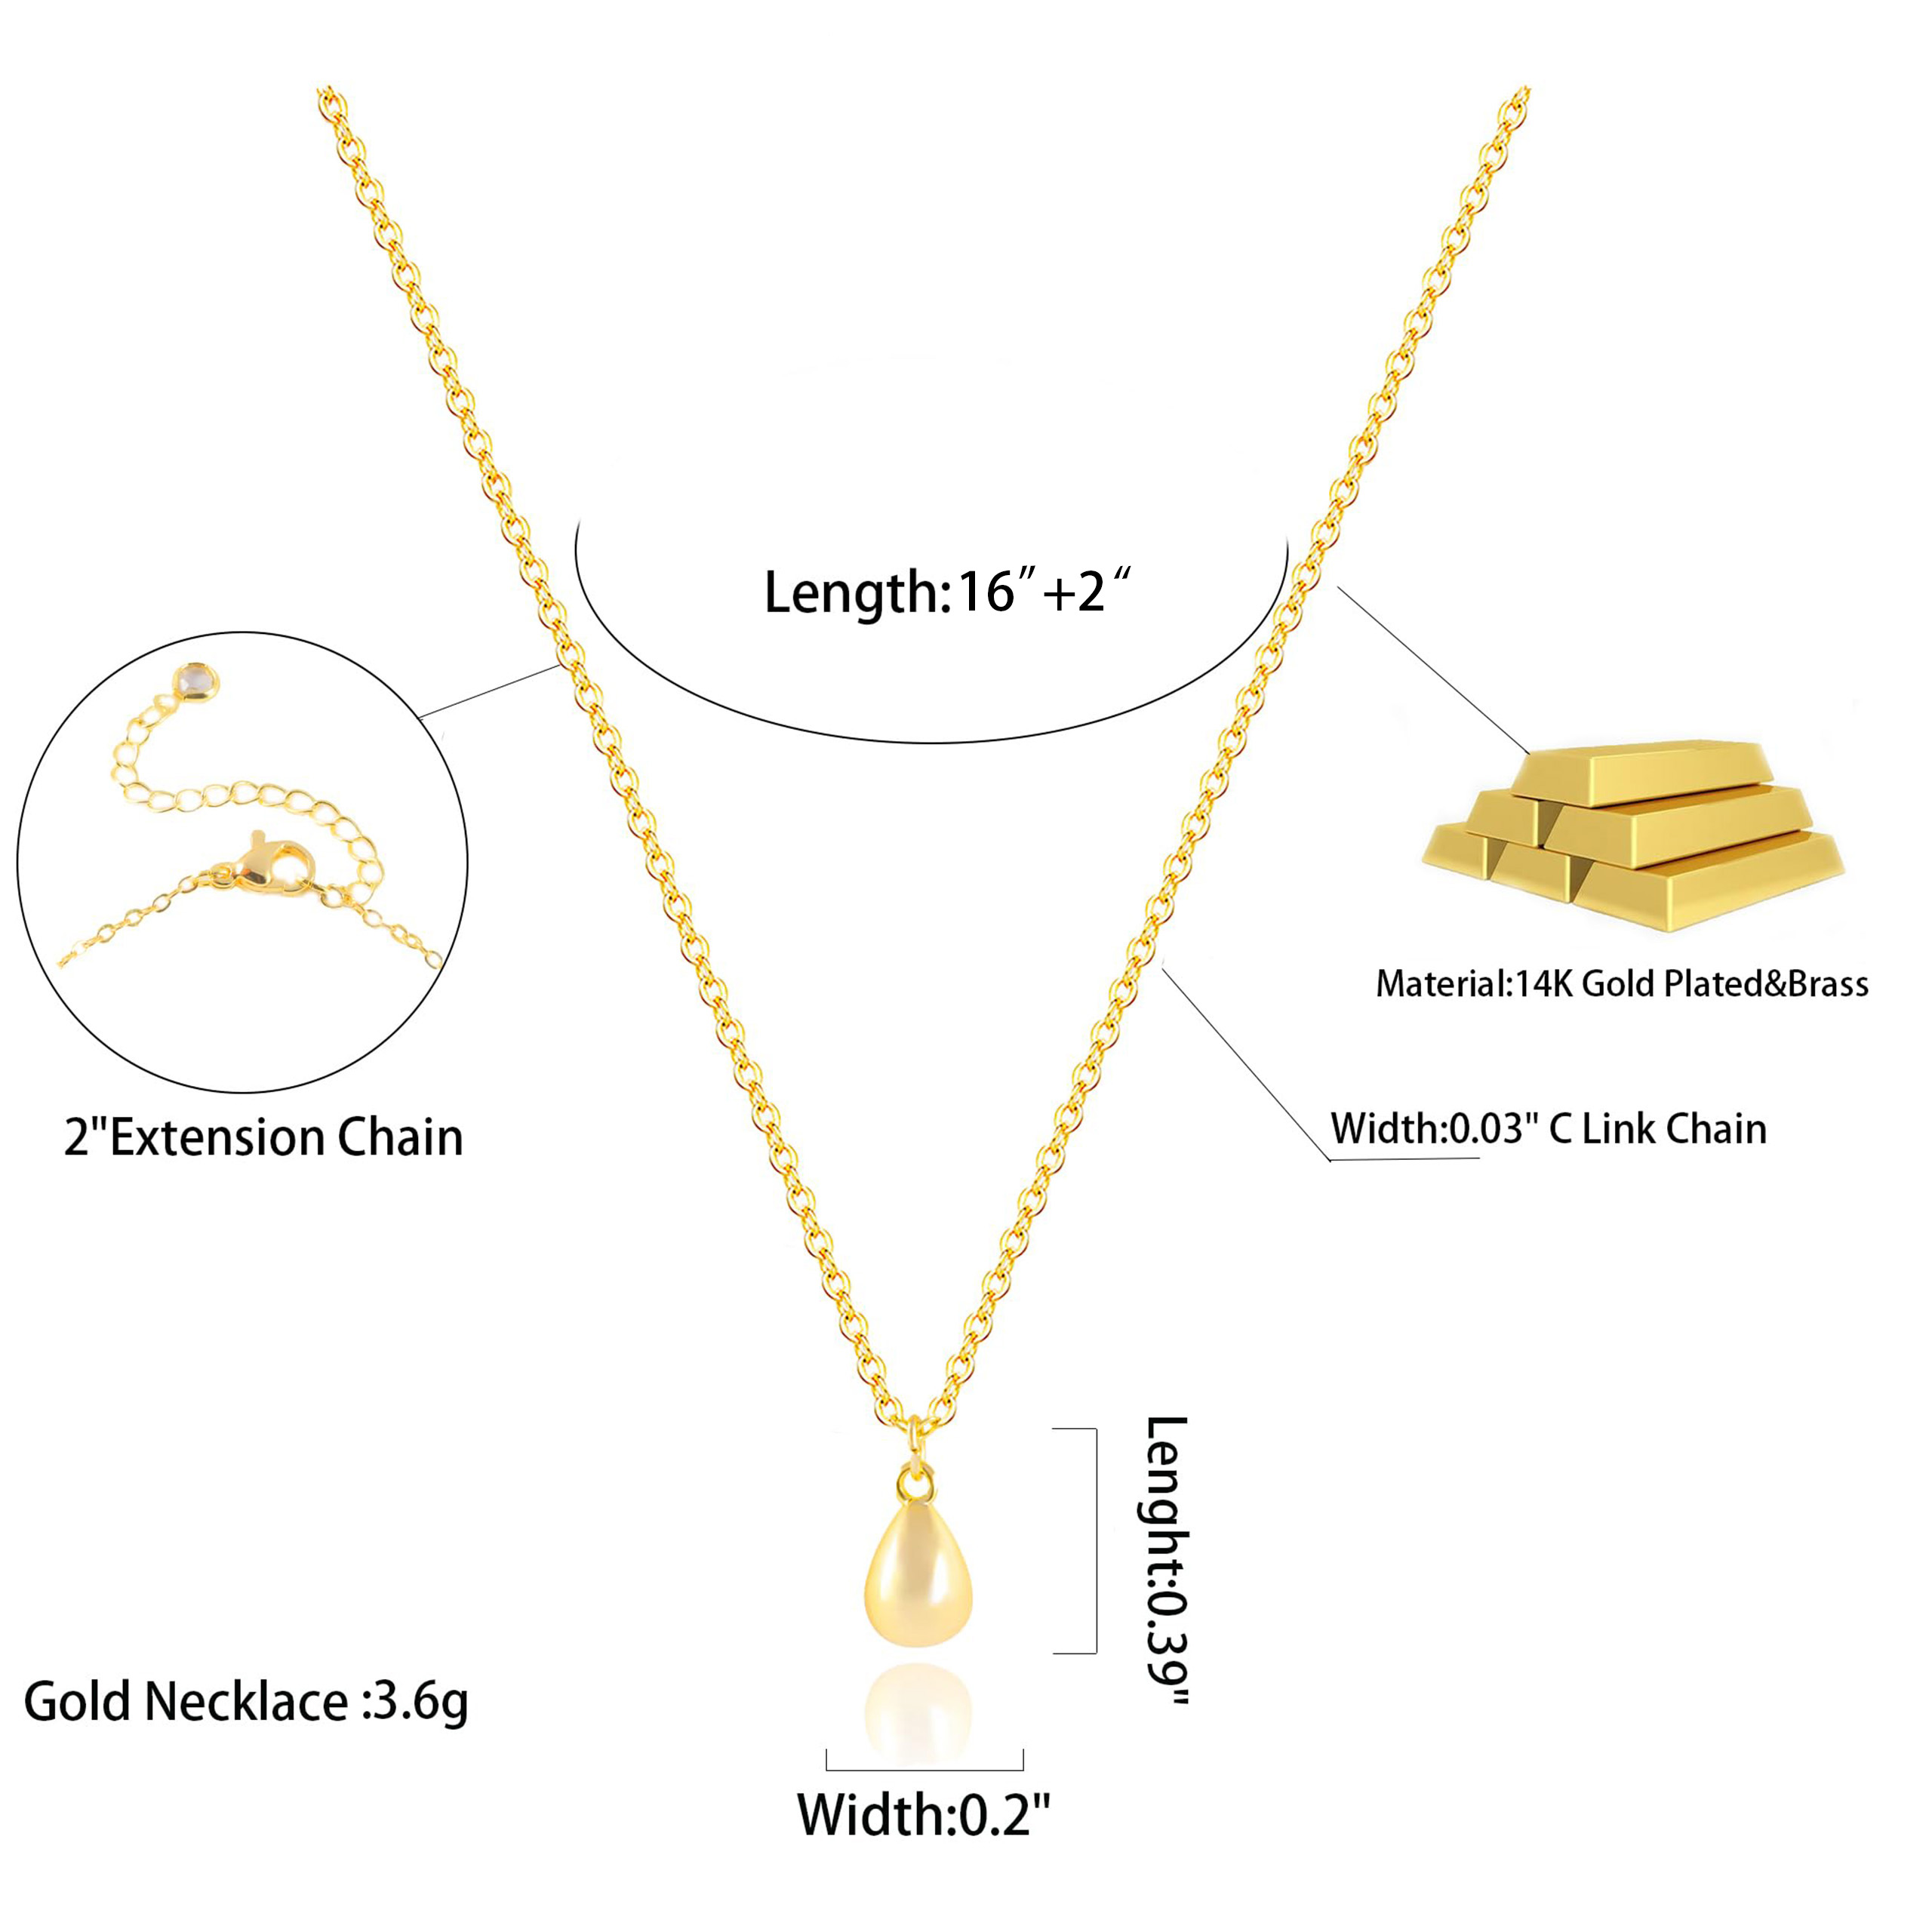 Length:16″+2“
2"Extension Chain
Material:14K Gold Plated&Brass
Width:0.03" C Link Chain
Lenght:0.39"
Gold Necklace :3.6g
Width:0.2"